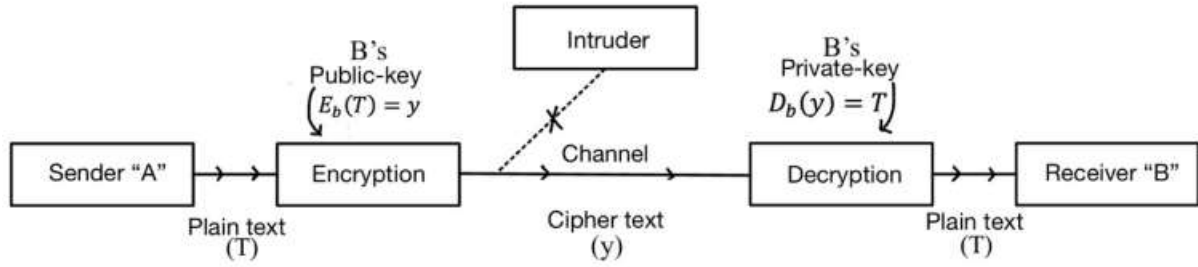 Intruder
B's
Public-key
E_b(T) = y
B's
Private-key
D_b(y) = T
Sender “A”
Encryption
Channel
Decryption
Receiver “B”
Plain text
(T)
Cipher text
(y)
Plain text
(T)